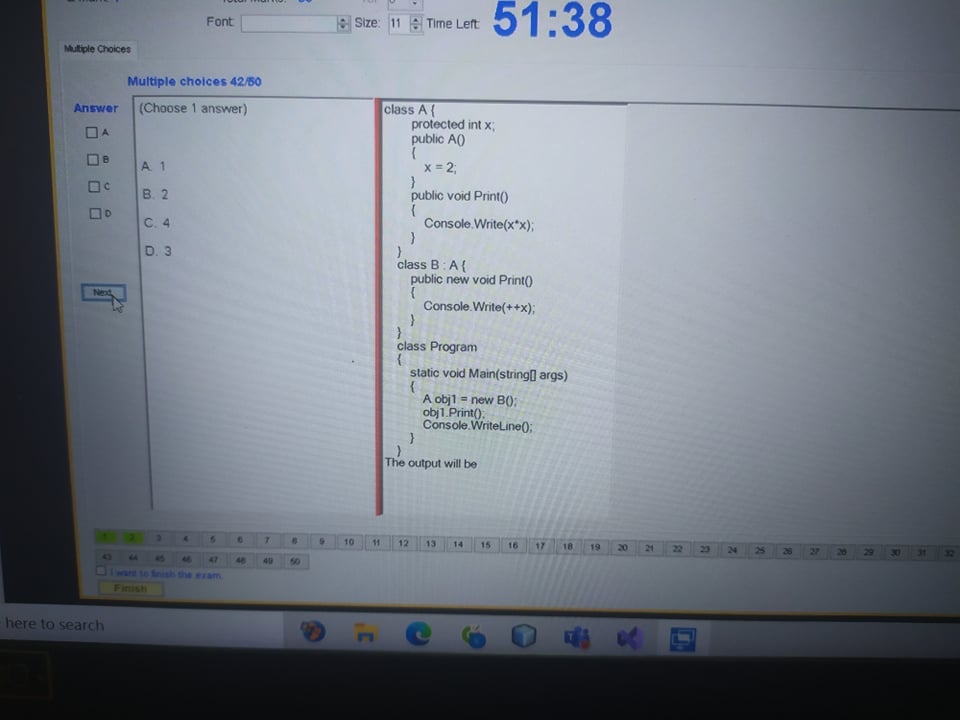 Font: Size: 11 Time Left: 51:38
Multiple Choices
Multiple choices 42/50
Answer
A
B
C
D
Next
(Choose 1 answer)
A. 1
B. 2
C. 4
D. 3
class A {
protected int x;
public A()
{
x = 2;
}
public void Print()
{
Console.Write(x*x);
}
}
class B : A {
public new void Print()
{
Console.Write(++x);
}
}
class Program
{
static void Main(string[] args)
{
A obj1 = new B();
obj1.Print();
Console.WriteLine();
}
}
The output will be
1 2 3 4 5 6 7 8 9 10 11 12 13 14 15 16 17 18 19 20 21 22 23 24 25 26 27 28 29 30 31 32
43 44 45 46 47 48 49 50
I want to finish the exam.
Finish
here to search